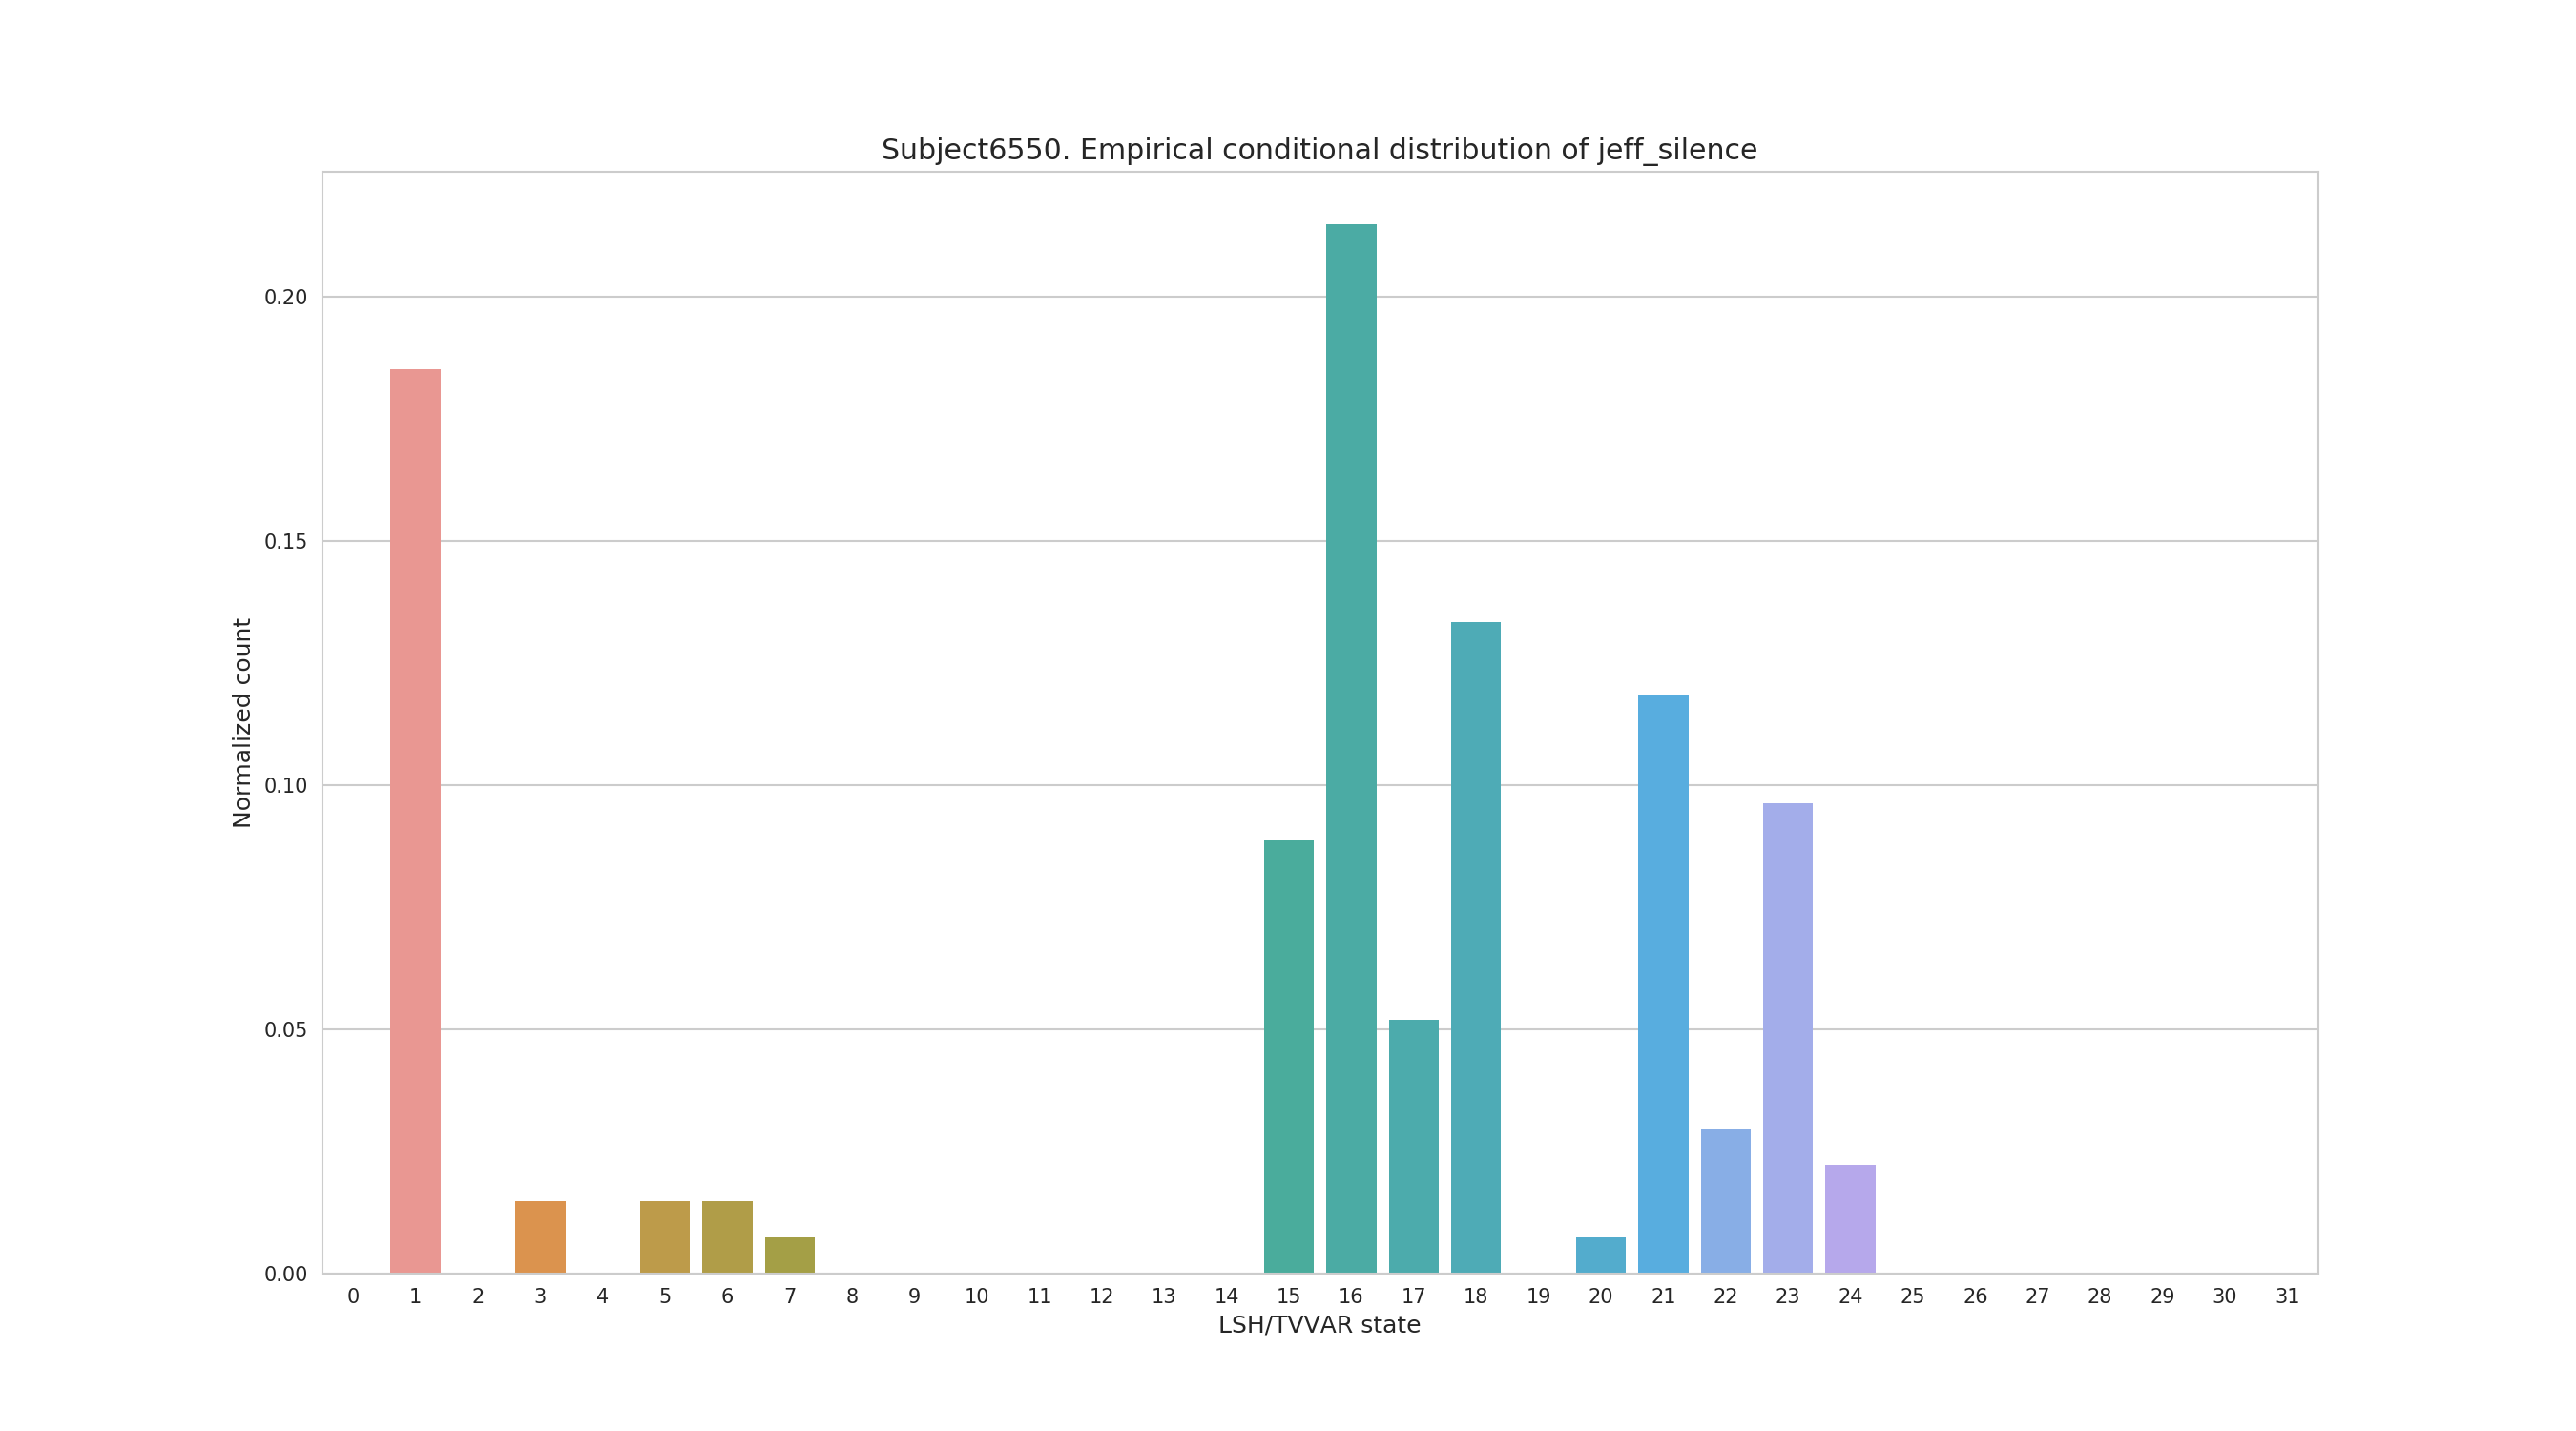 Subject6550. Empirical conditional distribution of jeff_silence
Normalized count
0.20
0.15
0.10
0.05
0.00
0 1 2 3 4 5 6 7 8 9 10 11 12 13 14 15 16 17 18 19 20 21 22 23 24 25 26 27 28 29 30 31
LSH/TVVAR state